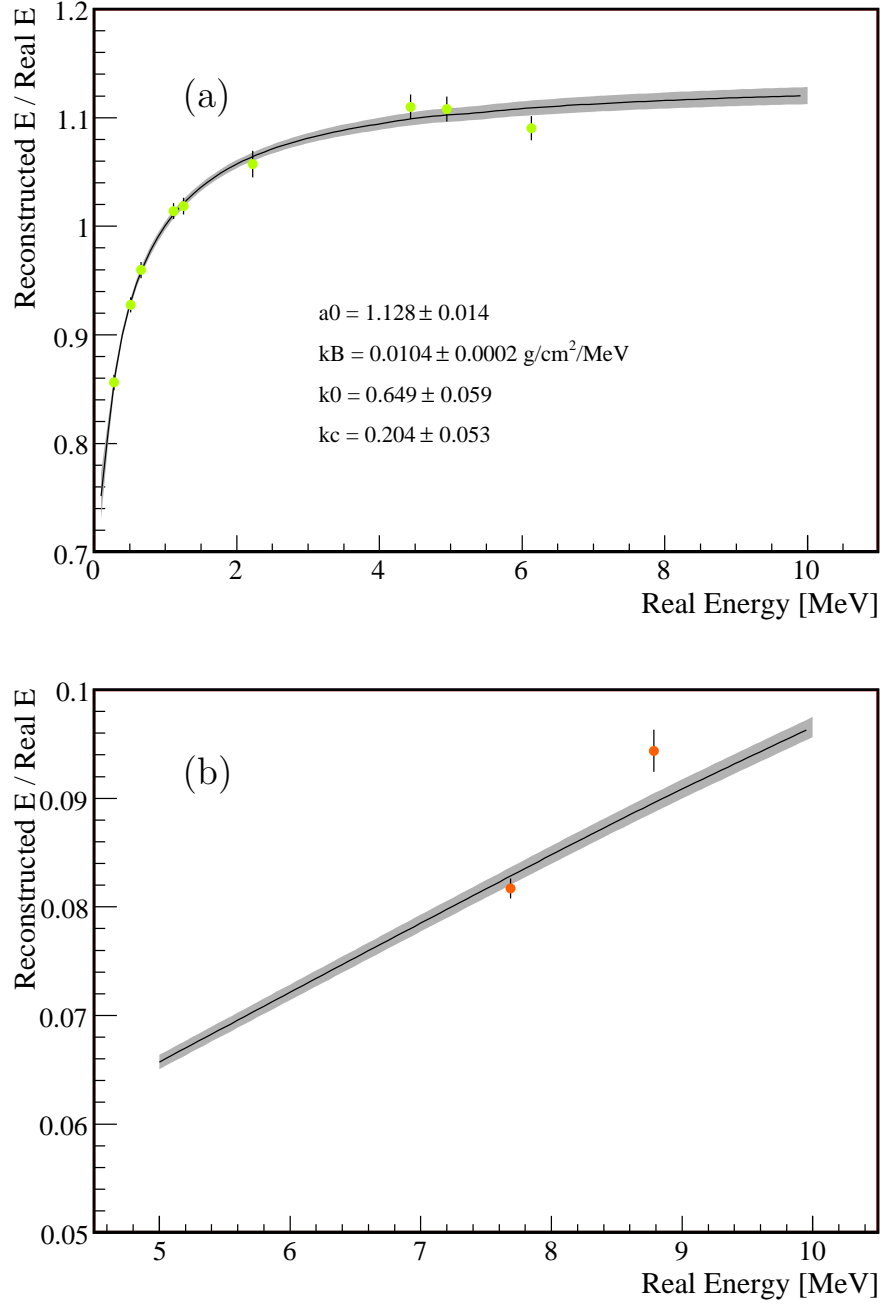 Reconstructed E / Real E
1.2
1.1
1
0.9
0.8
0.7
(a)
a0 = 1.128 ± 0.014
kB = 0.0104 ± 0.0002 g/cm²/MeV
k0 = 0.649 ± 0.059
kc = 0.204 ± 0.053
0 2 4 6 8 10
Real Energy [MeV]
Reconstructed E / Real E
0.1
0.09
0.08
0.07
0.06
0.05
(b)
5 6 7 8 9 10
Real Energy [MeV]